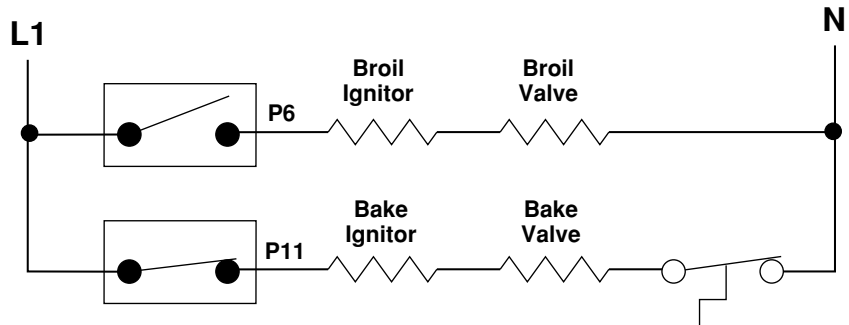 L1
N
Broil
Ignitor
Broil
Valve
P6
Bake
Ignitor
Bake
Valve
P11